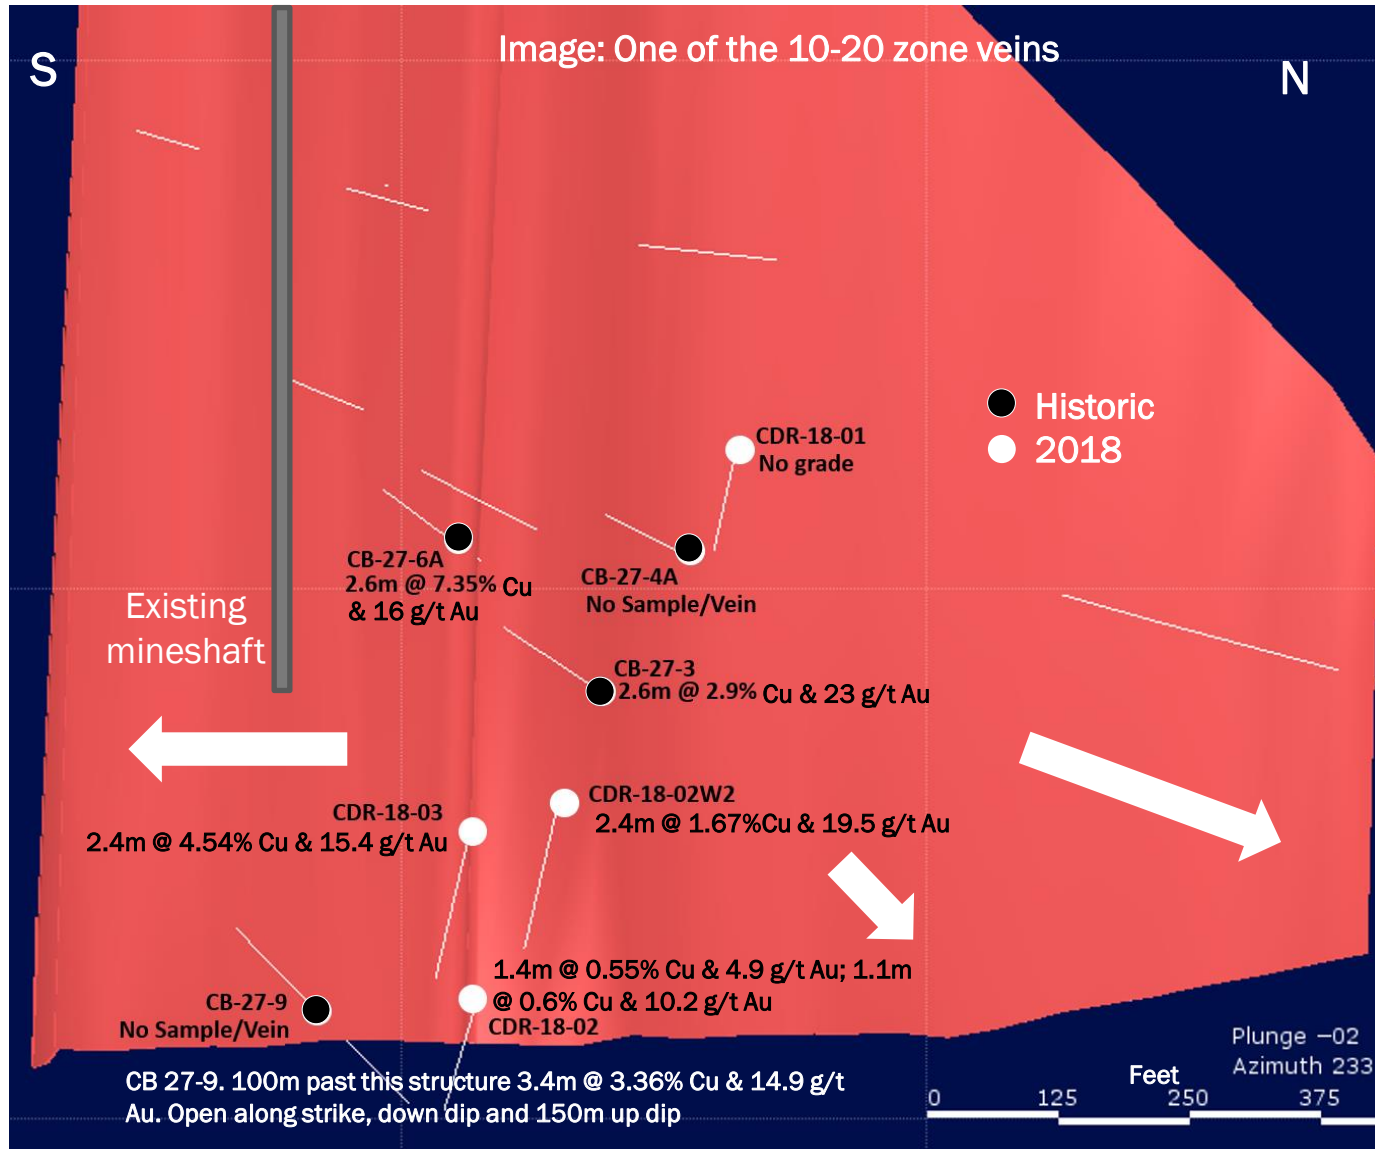 Image: One of the 10-20 zone veins
S
N
Historic
2018
CDR-18-01
No grade
CB-27-6A
2.6m @ 7.35% Cu
& 16 g/t Au
CB-27-4A
No Sample/Vein
Existing
mineshaft
CB-27-3
2.6m @ 2.9% Cu & 23 g/t Au
CDR-18-02W2
2.4m @ 1.67%Cu & 19.5 g/t Au
CDR-18-03
2.4m @ 4.54% Cu & 15.4 g/t Au
1.4m @ 0.55% Cu & 4.9 g/t Au; 1.1m
@ 0.6% Cu & 10.2 g/t Au
CDR-18-02
CB-27-9
No Sample/Vein
CB 27-9. 100m past this structure 3.4m @ 3.36% Cu & 14.9 g/t
Au. Open along strike, down dip and 150m up dip
Plunge −02
Azimuth 233
Feet
0 125 250 375